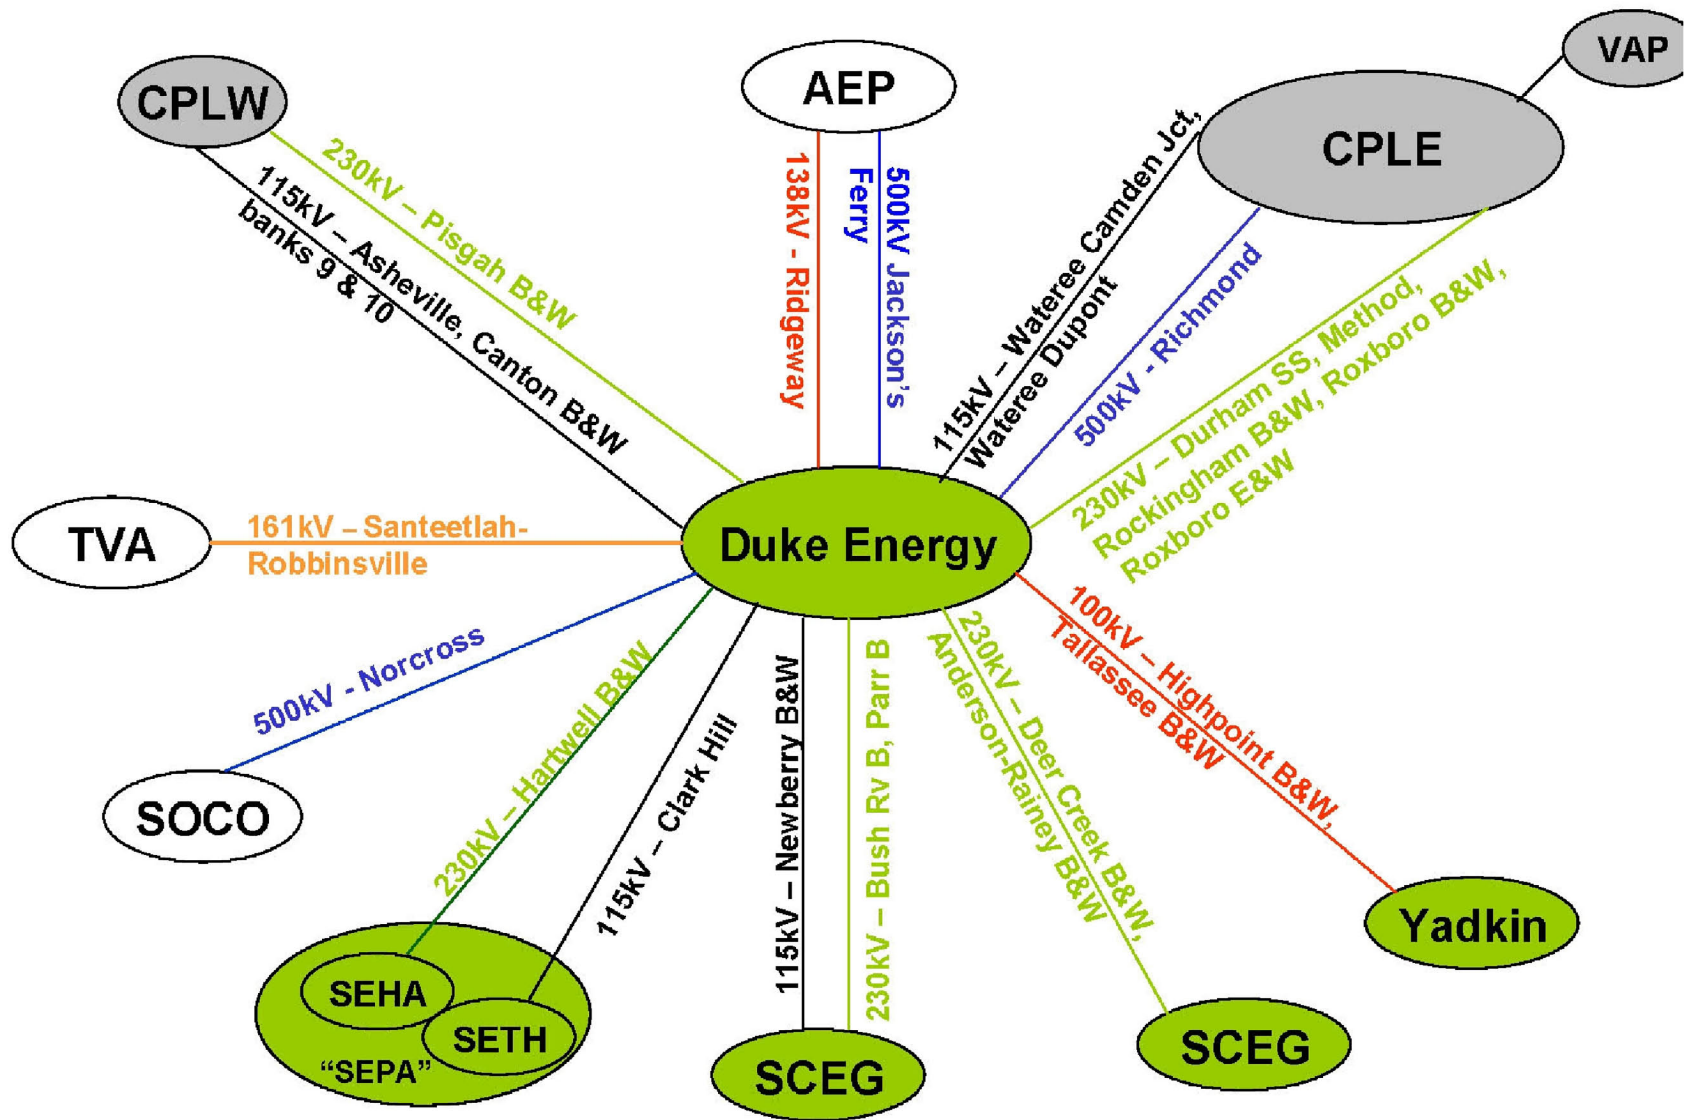 VAP
AEP
CPLW
CPLE
230kV – Pisgah B&W
115kV – Asheville, Canton B&W
banks 9 & 10
138kV - Ridgeway
500kV Jackson's
Ferry
115kV – Wateree Camden Jct,
Wateree Dupont
500kV - Richmond
230kV – Durham SS, Method,
Rockingham B&W, Roxboro B&W,
Roxboro E&W
TVA
161kV – Santeetlah-
Robbinsville
Duke Energy
500kV - Norcross
SOCO
230kV – Hartwell B&W
115kV – Clark Hill
115kV – Newberry B&W
230kV – Bush Rv B, Parr B
230kV – Deer Creek B&W,
Anderson-Rainey B&W
100kV – Highpoint B&W,
Tallassee B&W
Yadkin
SEHA
SETH
“SEPA”
SCEG
SCEG